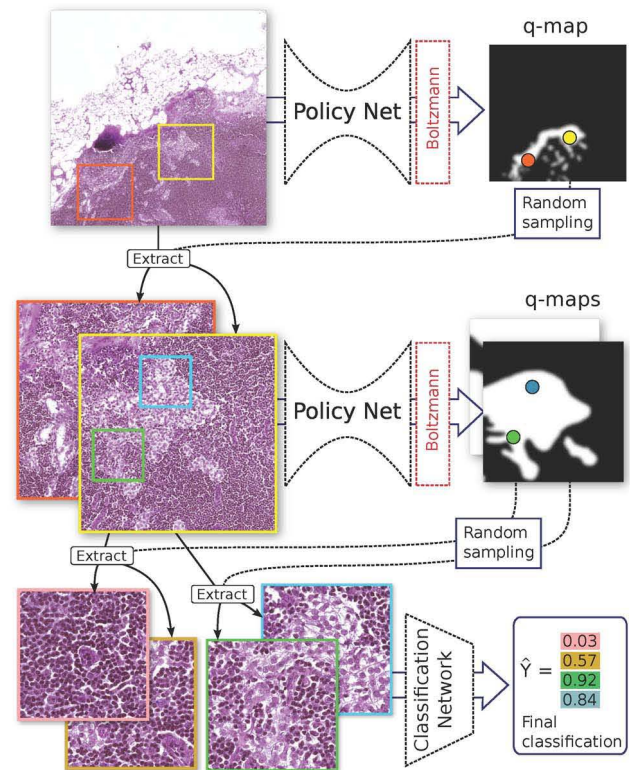 q-map
Policy Net
Boltzmann
Random
sampling
Extract
q-maps
Policy Net
Boltzmann
Random
sampling
Extract
Extract
Classification
Network
Ŷ =
0.03
0.57
0.92
0.84
Final
classification